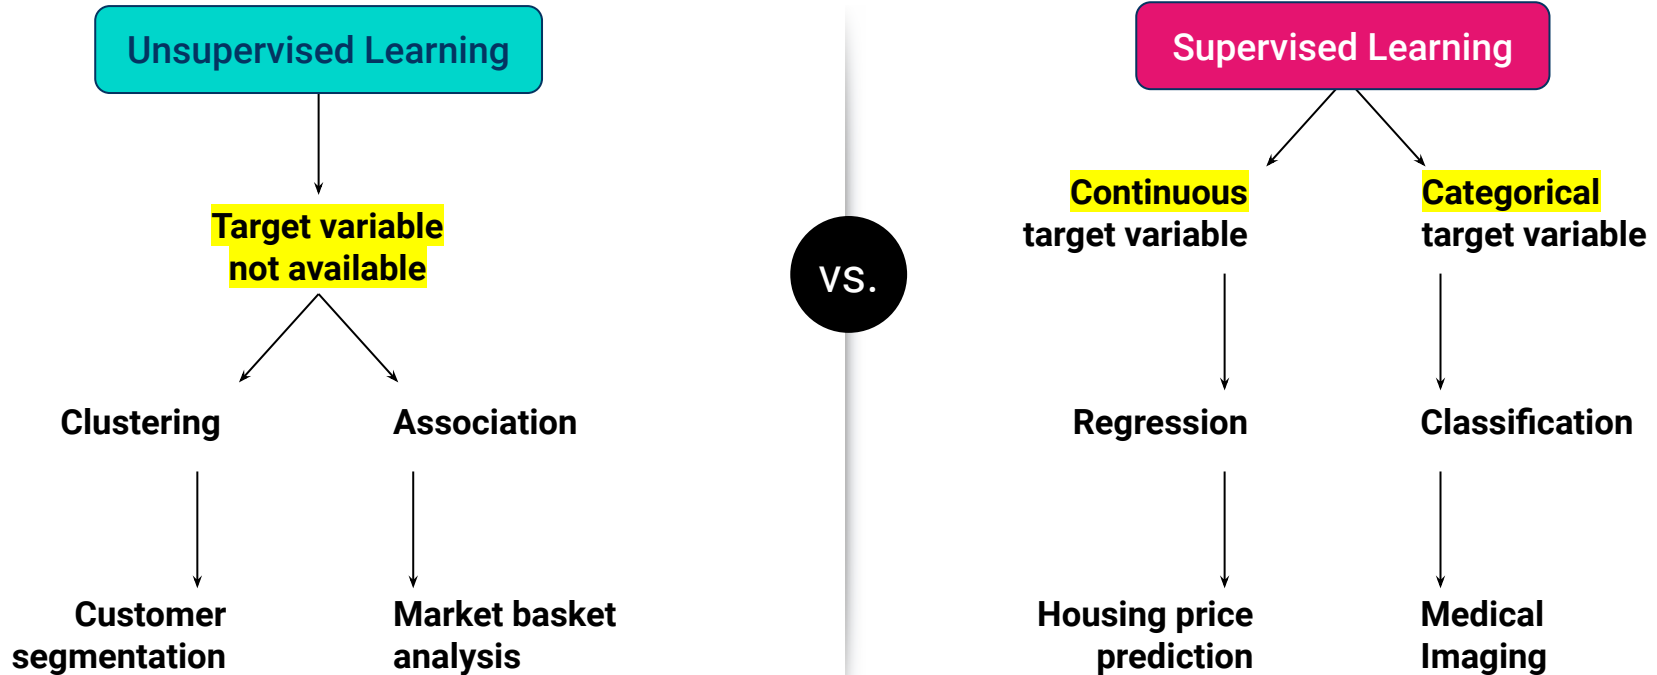 Unsupervised Learning
Target variable
not available
Clustering
Association
Customer
segmentation
Market basket
analysis
vs.
Supervised Learning
Continuous
target variable
Categorical
target variable
Regression
Classification
Housing price
prediction
Medical
Imaging